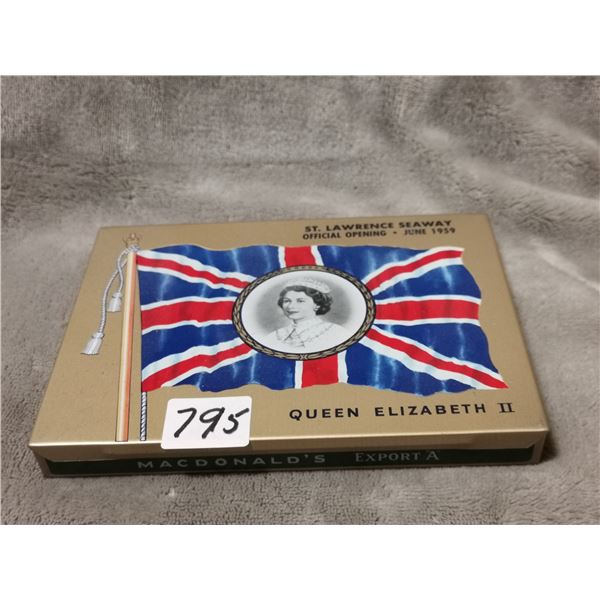 ST. LAWRENCE SEAWAY
OFFICIAL OPENING • JUNE 1959
QUEEN ELIZABETH II
795
MACDONALD'S EXPORT A